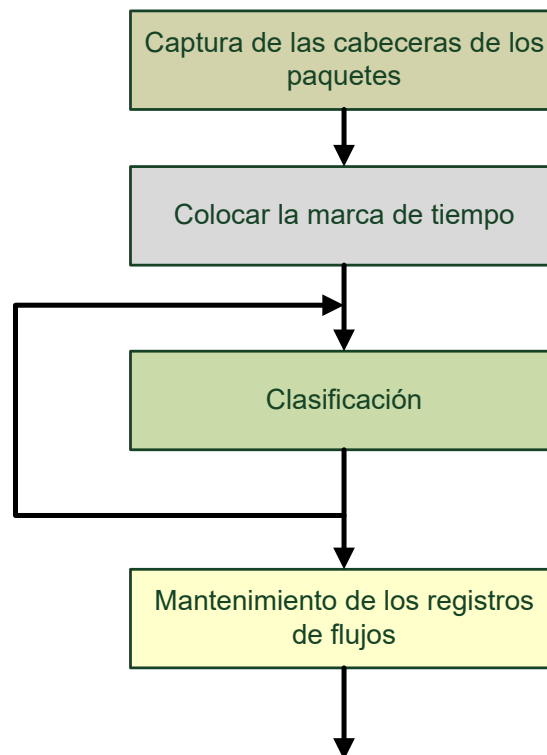 Captura de las cabeceras de los
paquetes
Colocar la marca de tiempo
Clasificación
Mantenimiento de los registros
de flujos